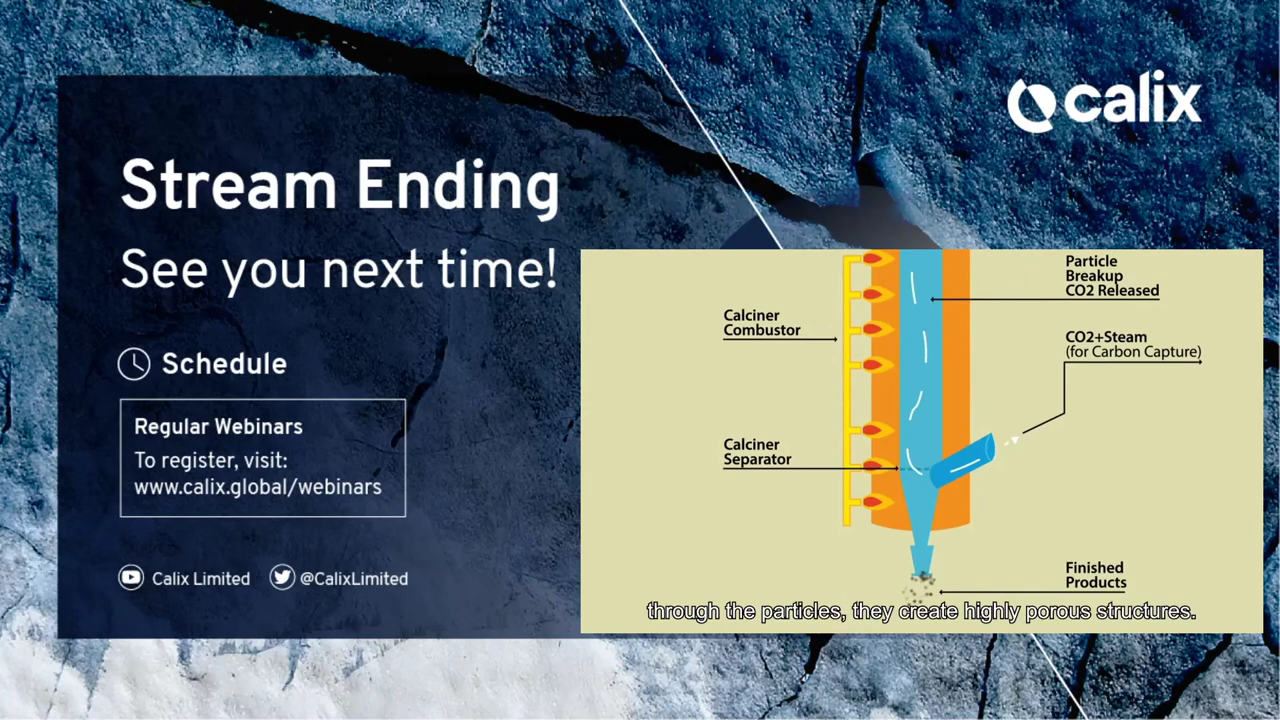 calix
Stream Ending
See you next time!
Schedule
Regular Webinars
To register, visit:
www.calix.global/webinars
Calix Limited
@CalixLimited
Particle
Breakup
CO2 Released
Calciner
Combustor
CO2+Steam
(for Carbon Capture)
Calciner
Separator
Finished
Products
through the particles, they create highly porous structures.